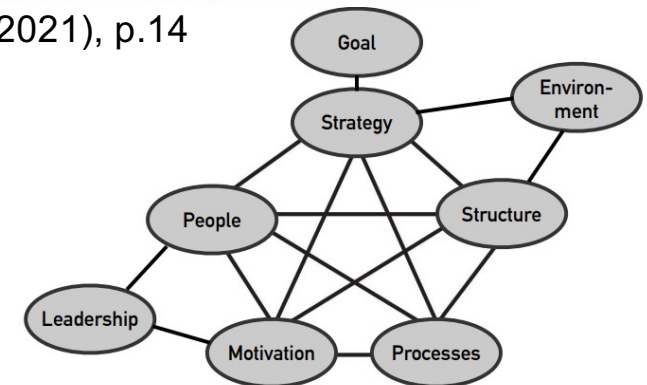 2021), p.14
Goal
Environ-
ment
Strategy
People
Structure
Leadership
Motivation
Processes